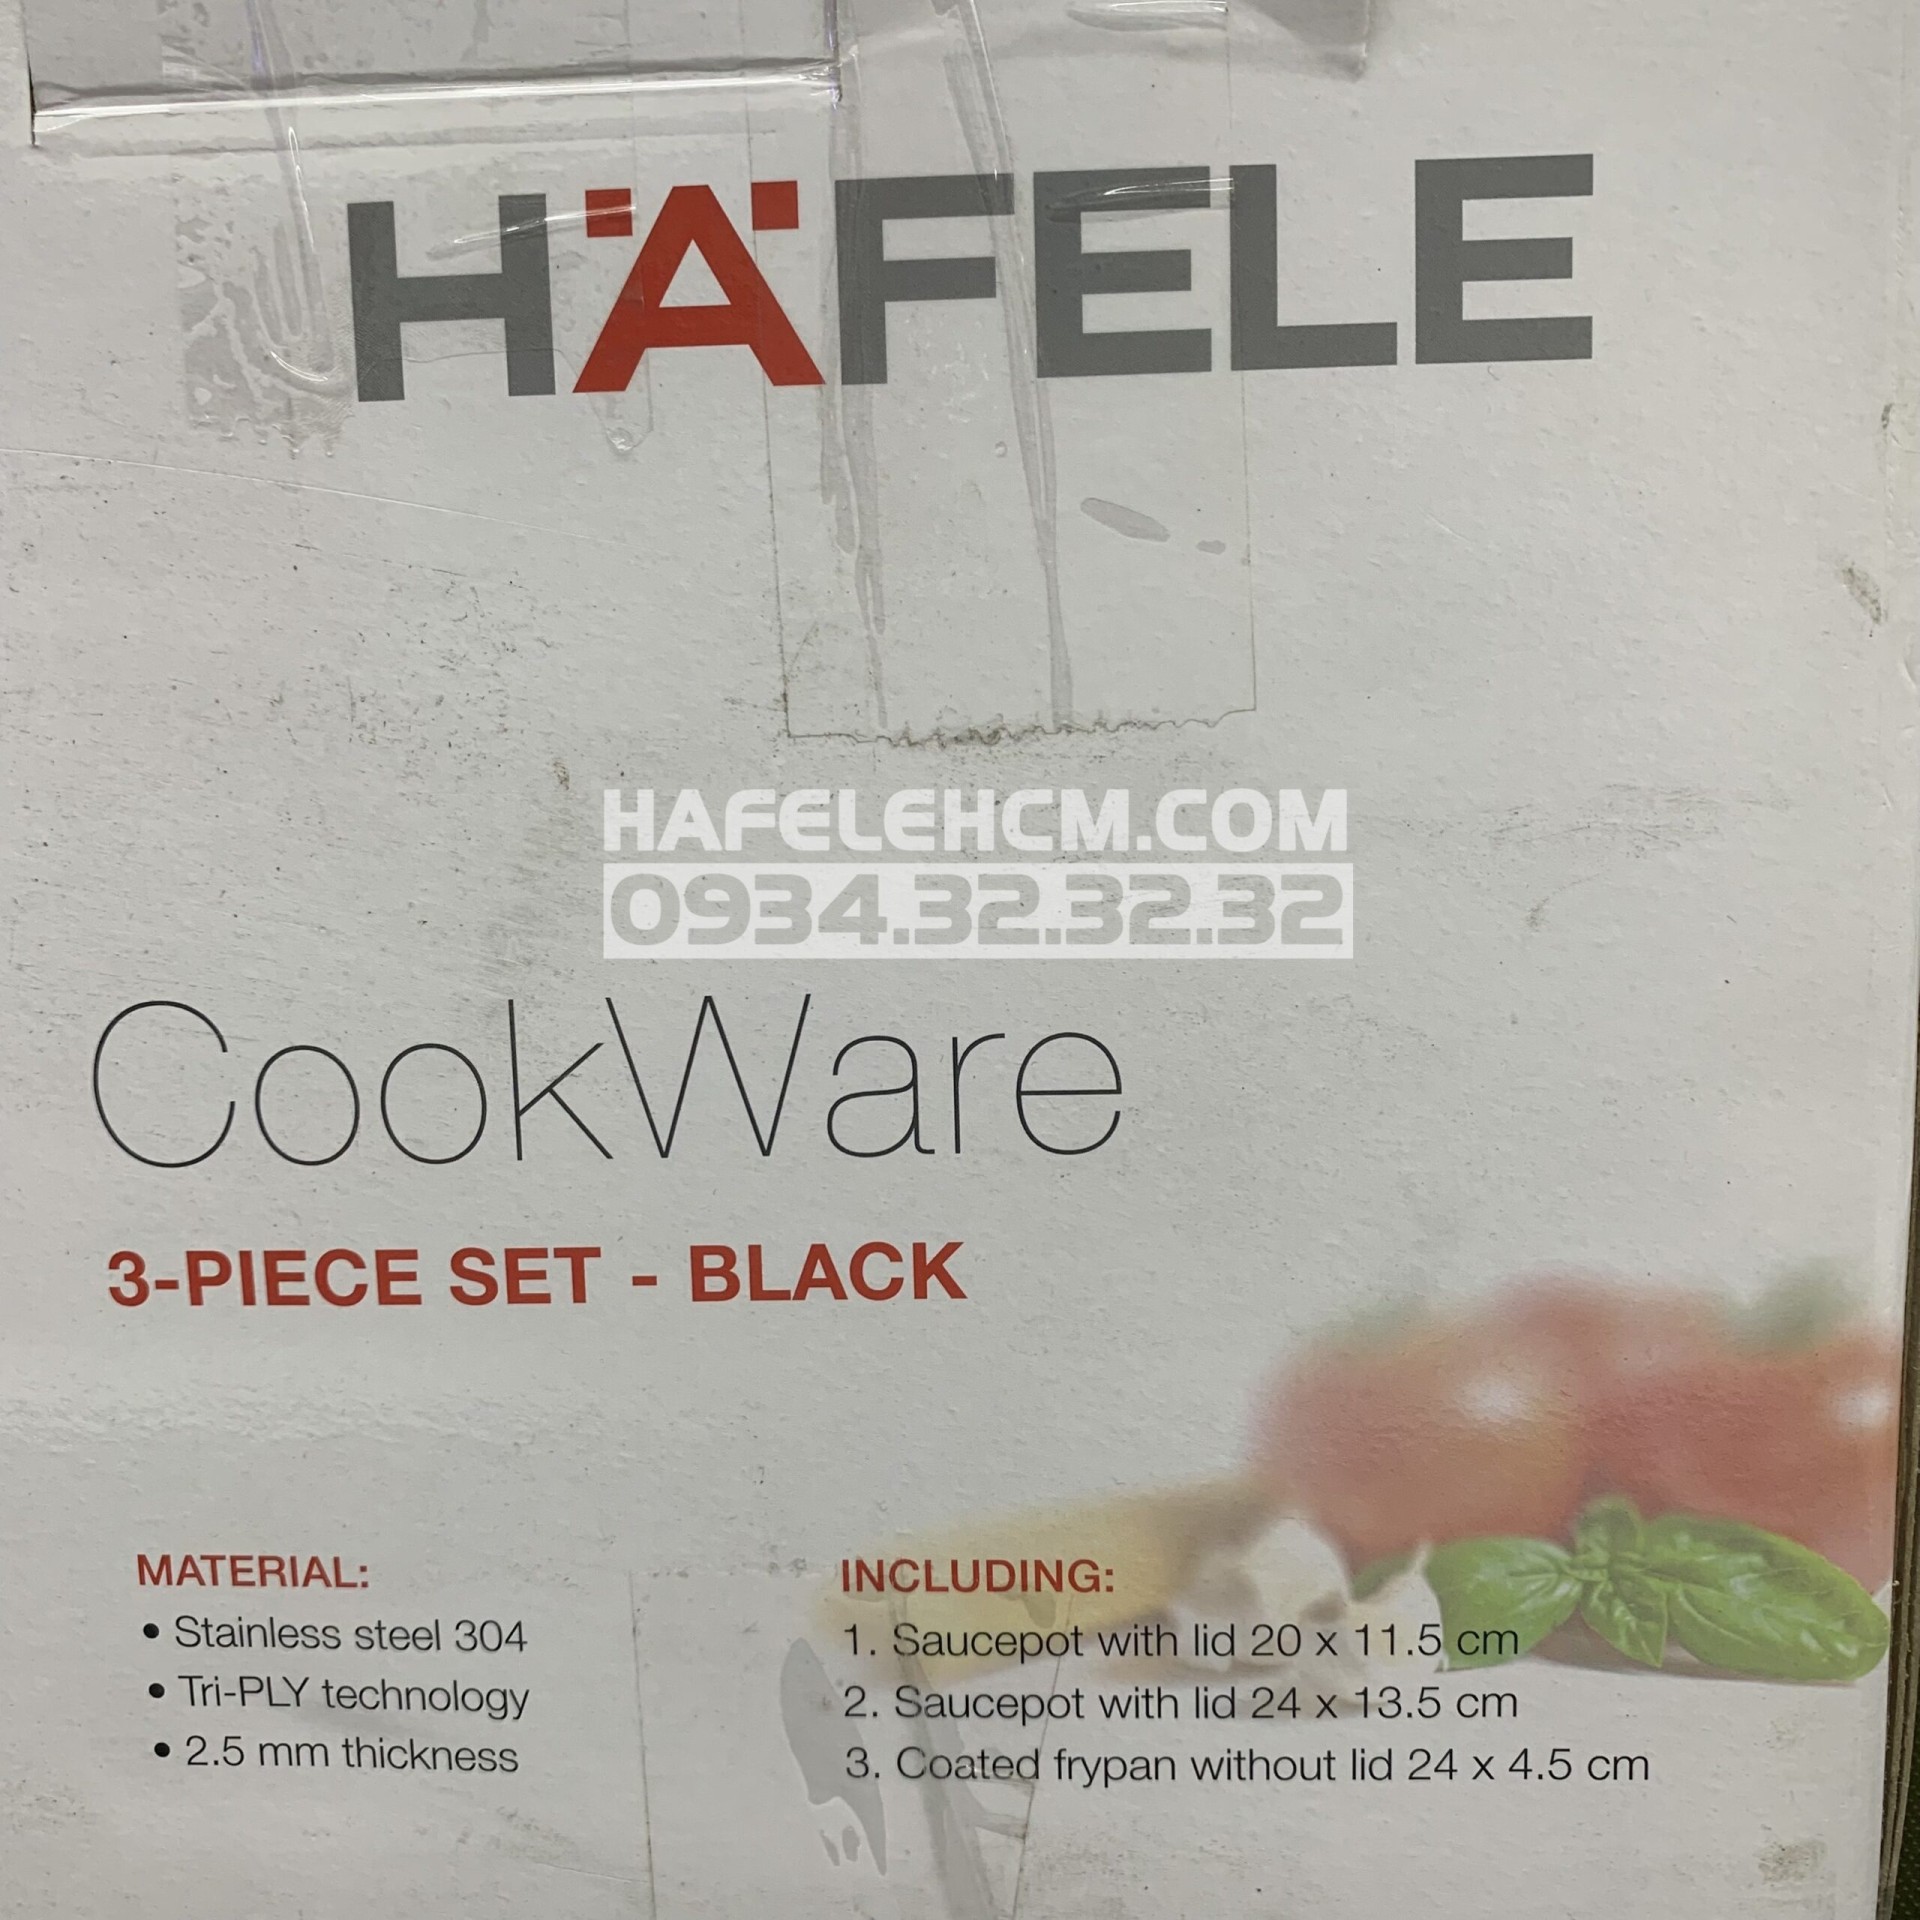 HÄFELE
HAFELEHCM.COM
0934.32.32.32
CookWare
3-PIECE SET - BLACK
MATERIAL:
• Stainless steel 304
• Tri-PLY technology
• 2.5 mm thickness
INCLUDING:
1. Saucepot with lid 20 x 11.5 cm
2. Saucepot with lid 24 x 13.5 cm
3. Coated frypan without lid 24 x 4.5 cm